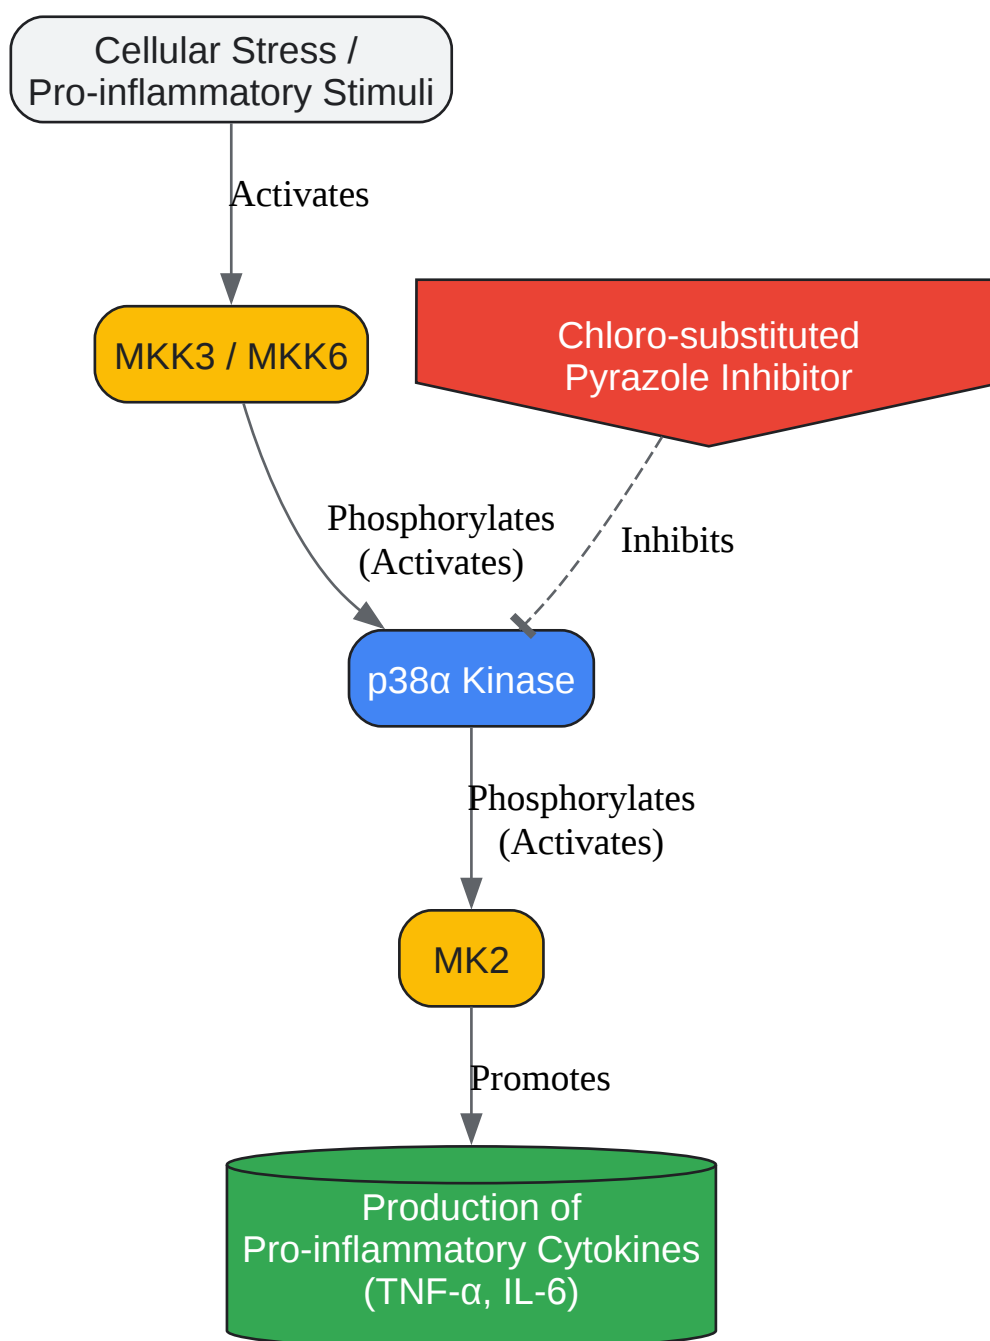 Cellular Stress /
Pro-inflammatory Stimuli
Activates
MKK3 / MKK6
Chloro-substituted
Pyrazole Inhibitor
Phosphorylates
(Activates)
Inhibits
p38α Kinase
Phosphorylates
(Activates)
MK2
Promotes
Production of
Pro-inflammatory Cytokines
(TNF-α, IL-6)